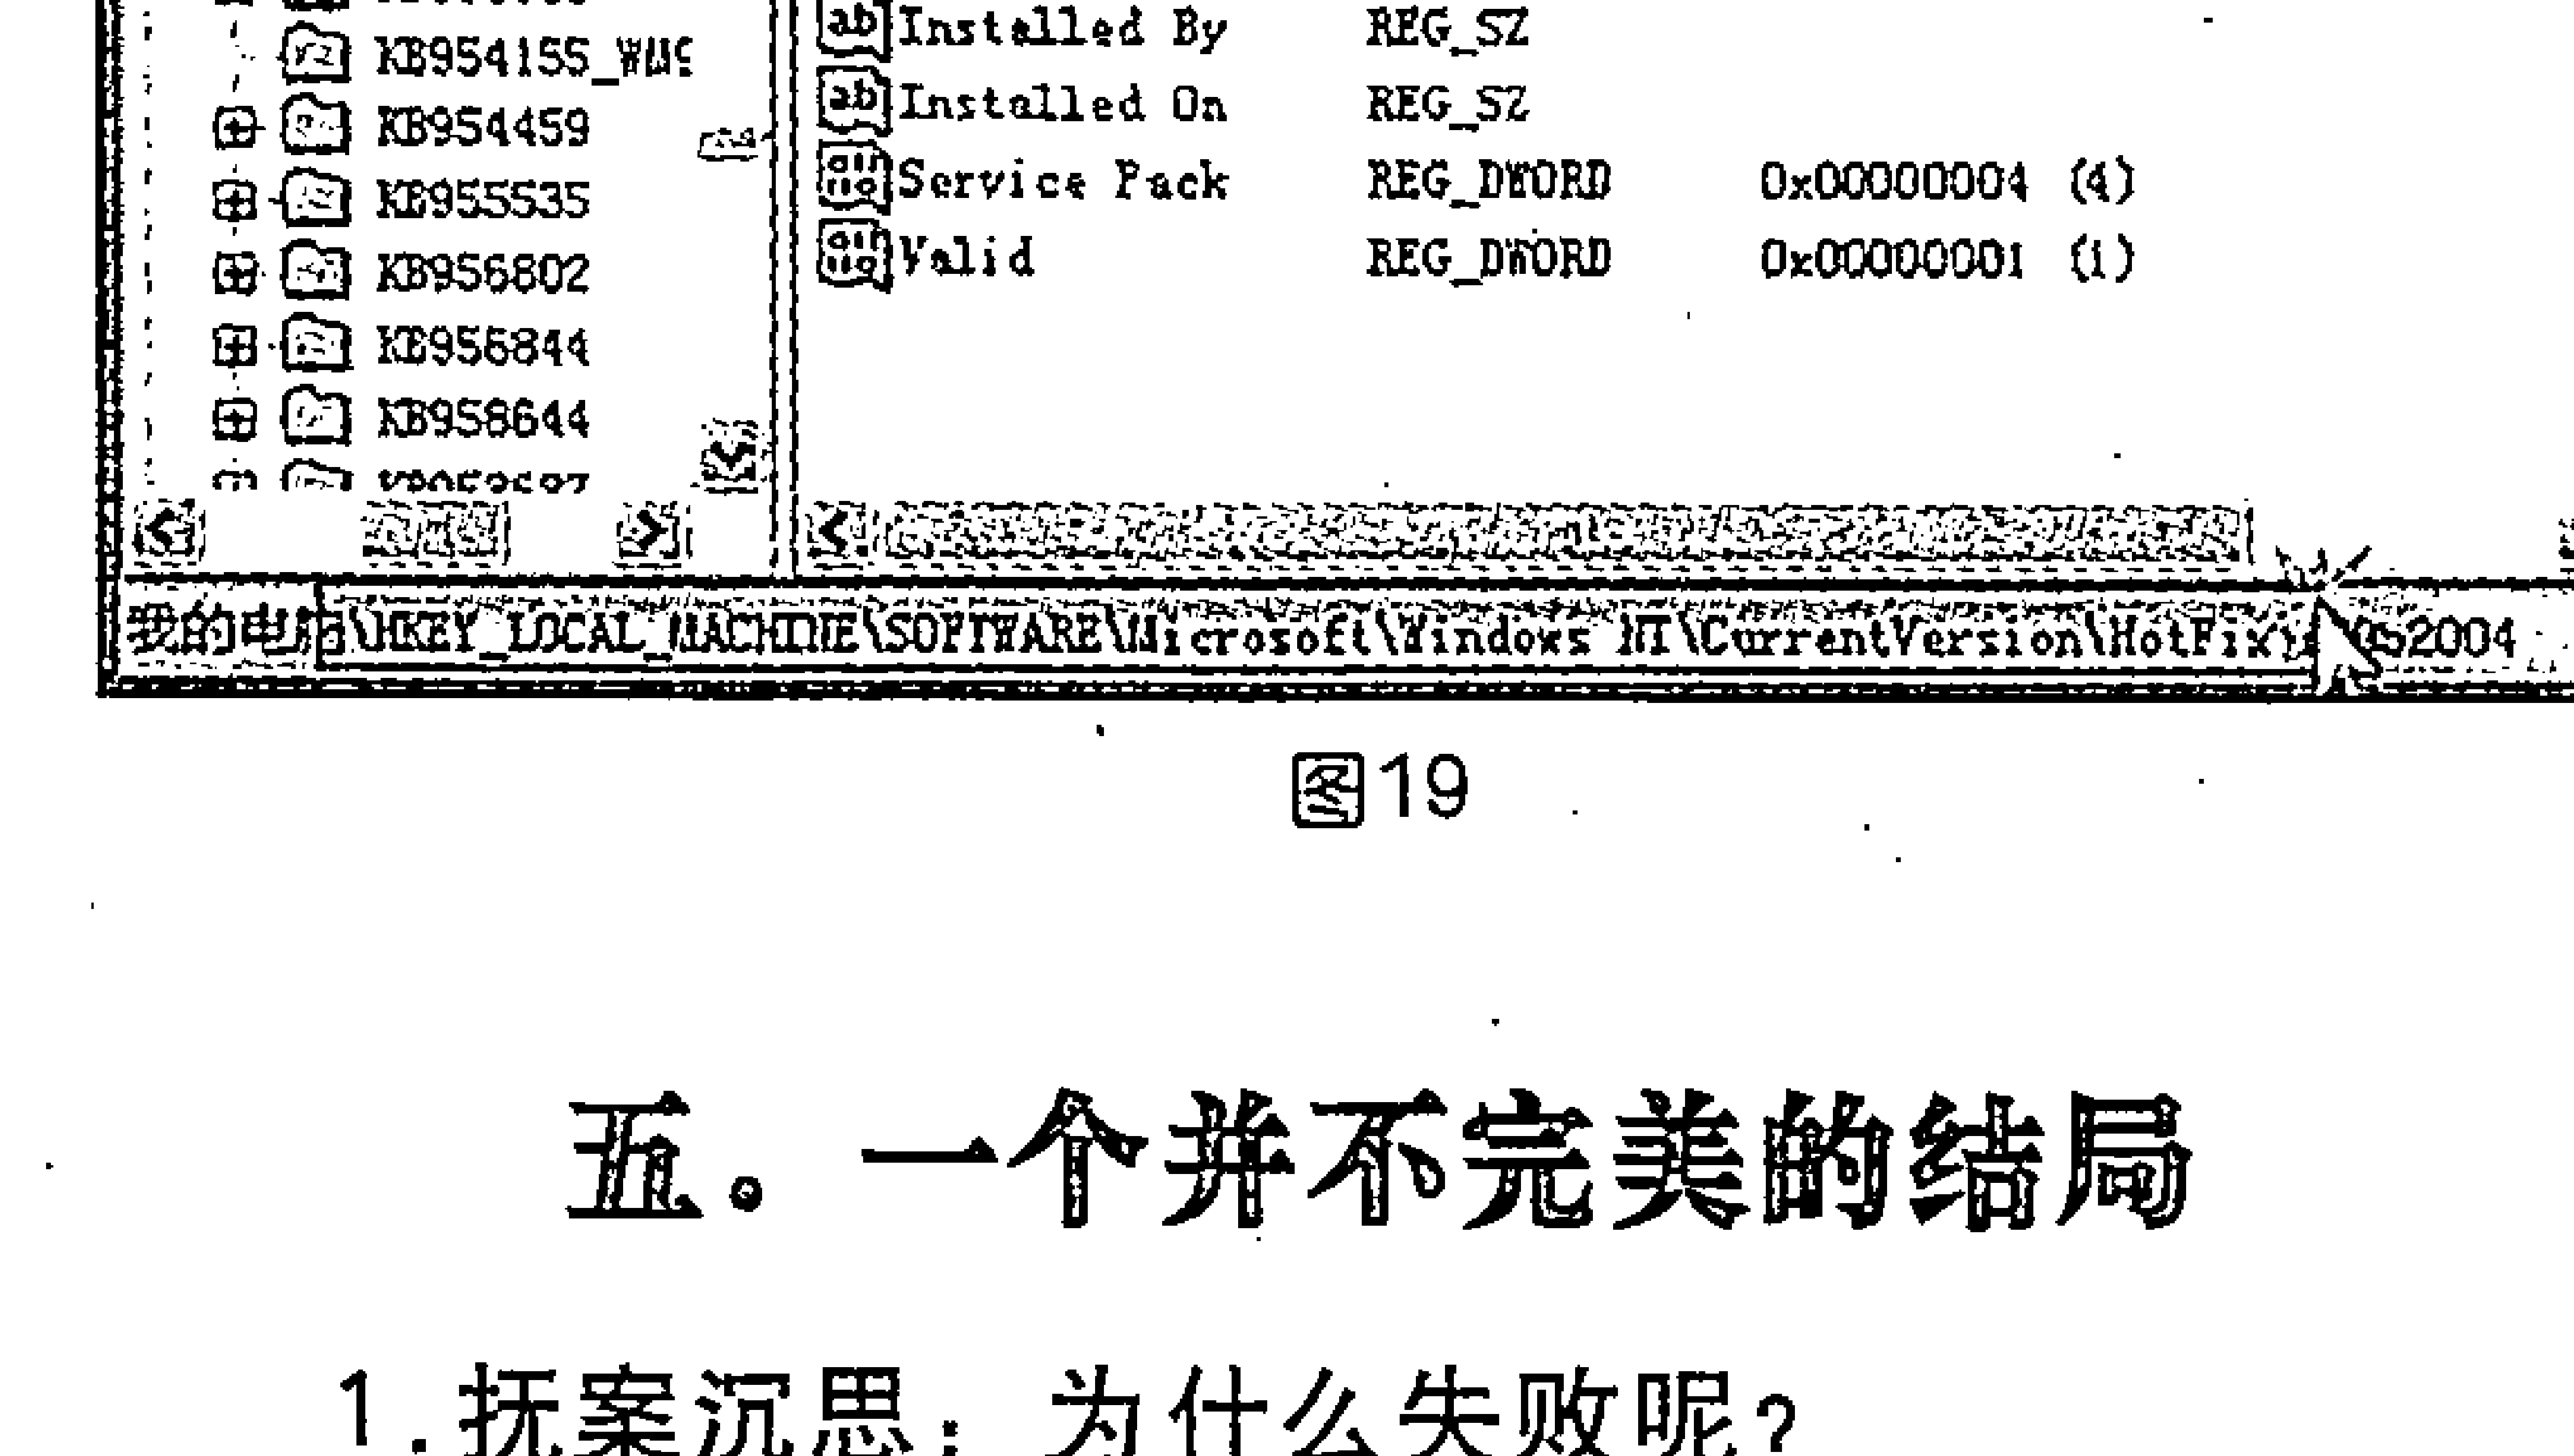 KB954155_WM9
Installed By REG_SZ
KB954459
Installed On REG_SZ
KB955535
Service Pack REG_DWORD 0x00000004 (4)
KB956802
Valid REG_DWORD 0x00000001 (1)
KB956844
KB958644
我的电脑\HKEY_LOCAL_MACHINE\SOFTWARE\Microsoft\Windows NT\CurrentVersion\HotFix
图19
五。一个并不完美的结局
1.抚案沉思：为什么失败呢?